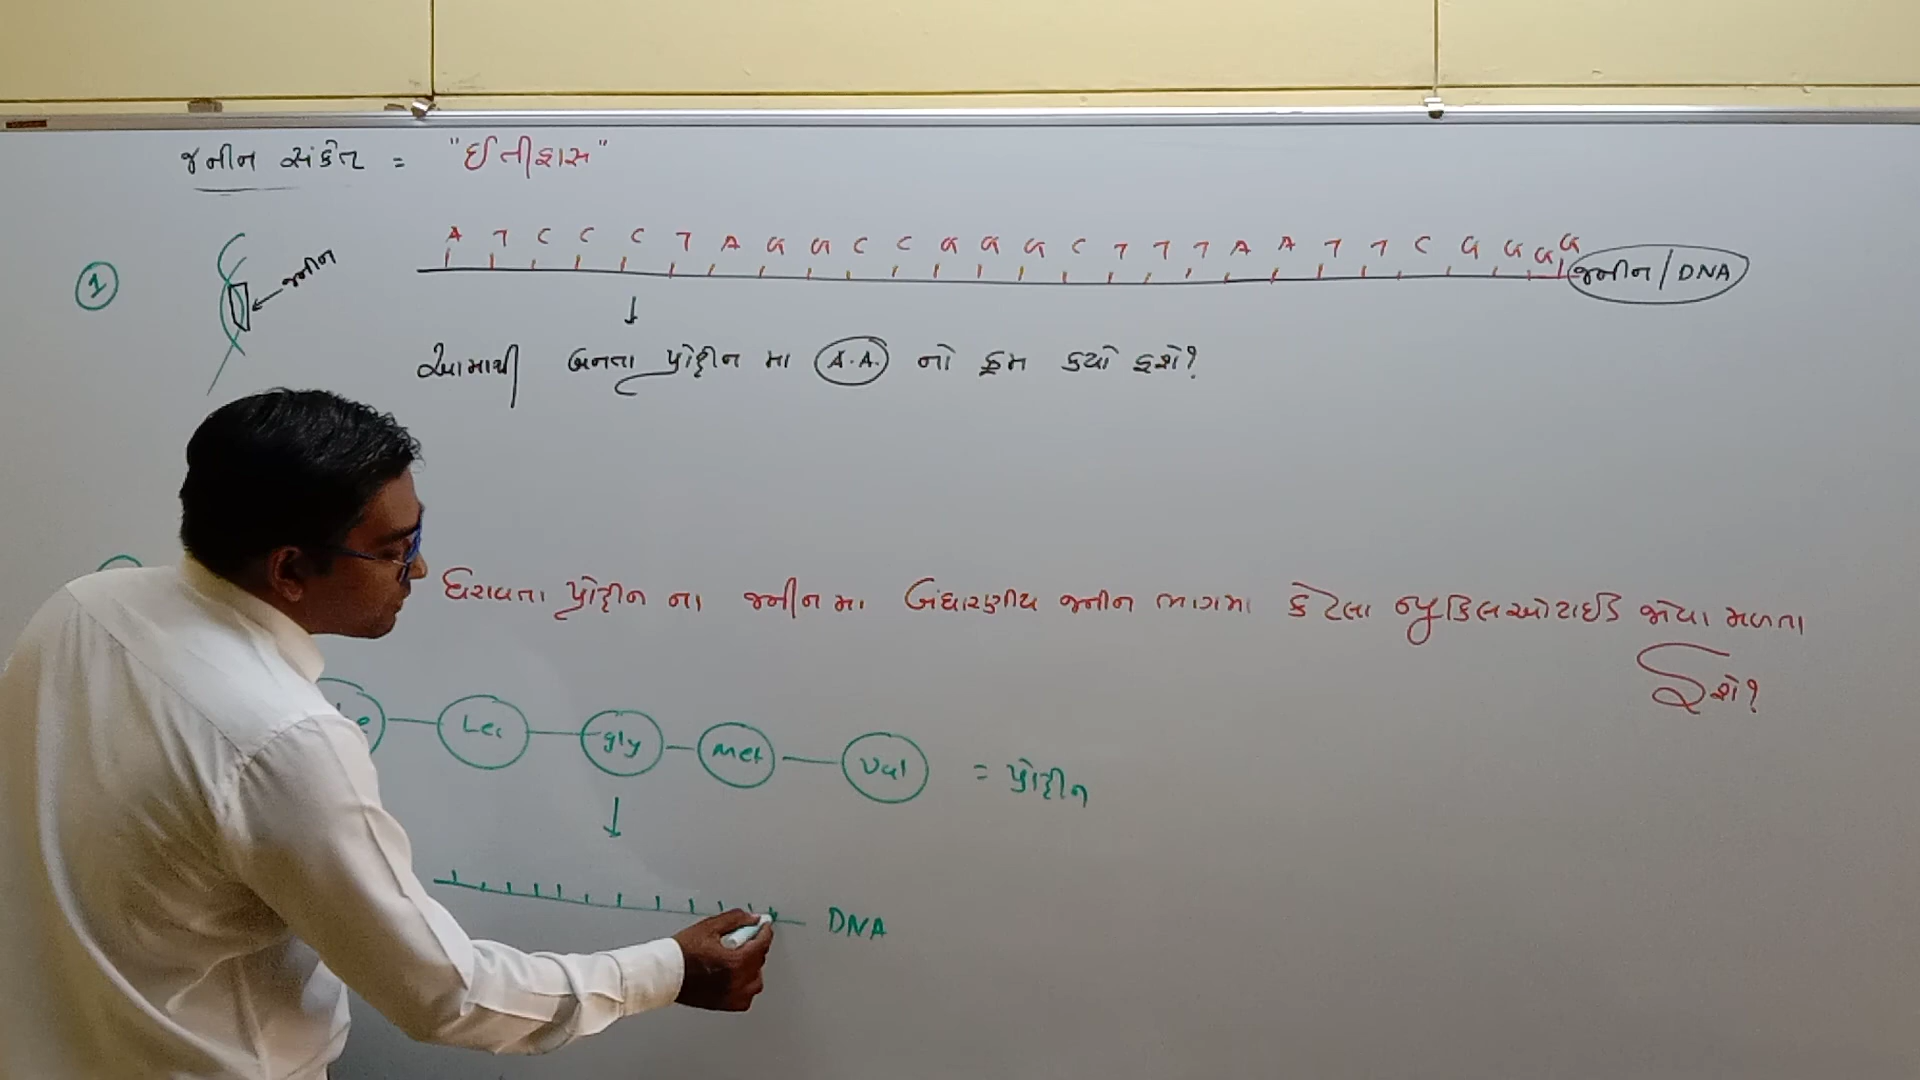 જનીન સંકેત = "ઈતીહાસ"
1
જનીન
A T C C C T A G G C C G G G C T T T A A T T C G G G G
જનીન / DNA
આમાથી બનતા પ્રોટીન મા A.A. નો ક્રમ કયો હશે?
ધરાવતા પ્રોટીન ના જનીન મા બંધારણીય જનીન ભાગમા કેટલા ન્યુક્લિઓટાઈડ જોવા મળતા
હશે?
Leu gly Met Val = પ્રોટીન
DNA